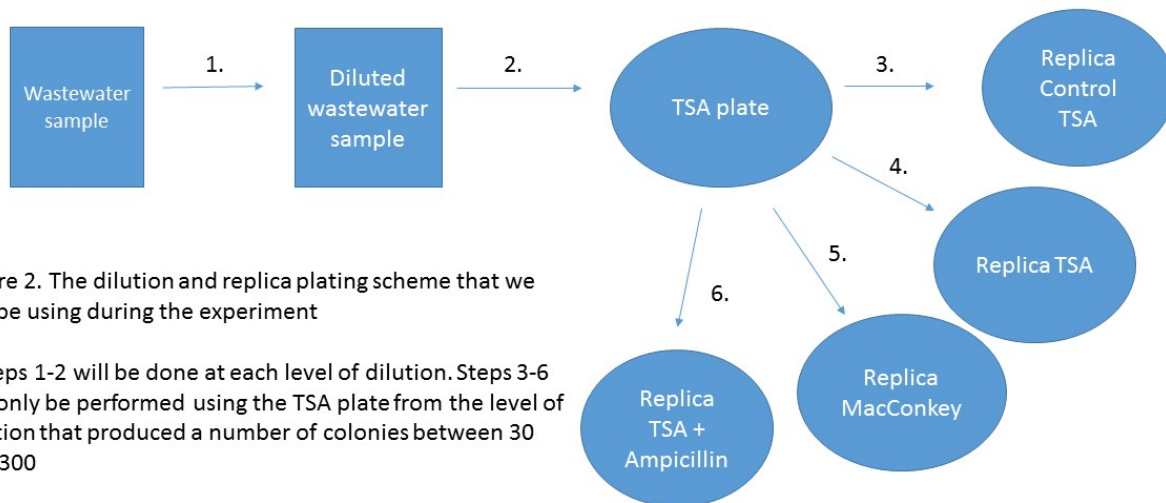 Wastewater
sample
1.
Diluted
wastewater
sample
2.
TSA plate
3.
Replica
Control
TSA
4.
Replica TSA
5.
Replica
MacConkey
6.
Replica
TSA +
Ampicillin
re 2. The dilution and replica plating scheme that we
be using during the experiment
eps 1-2 will be done at each level of dilution. Steps 3-6
only be performed using the TSA plate from the level of
tion that produced a number of colonies between 30
300